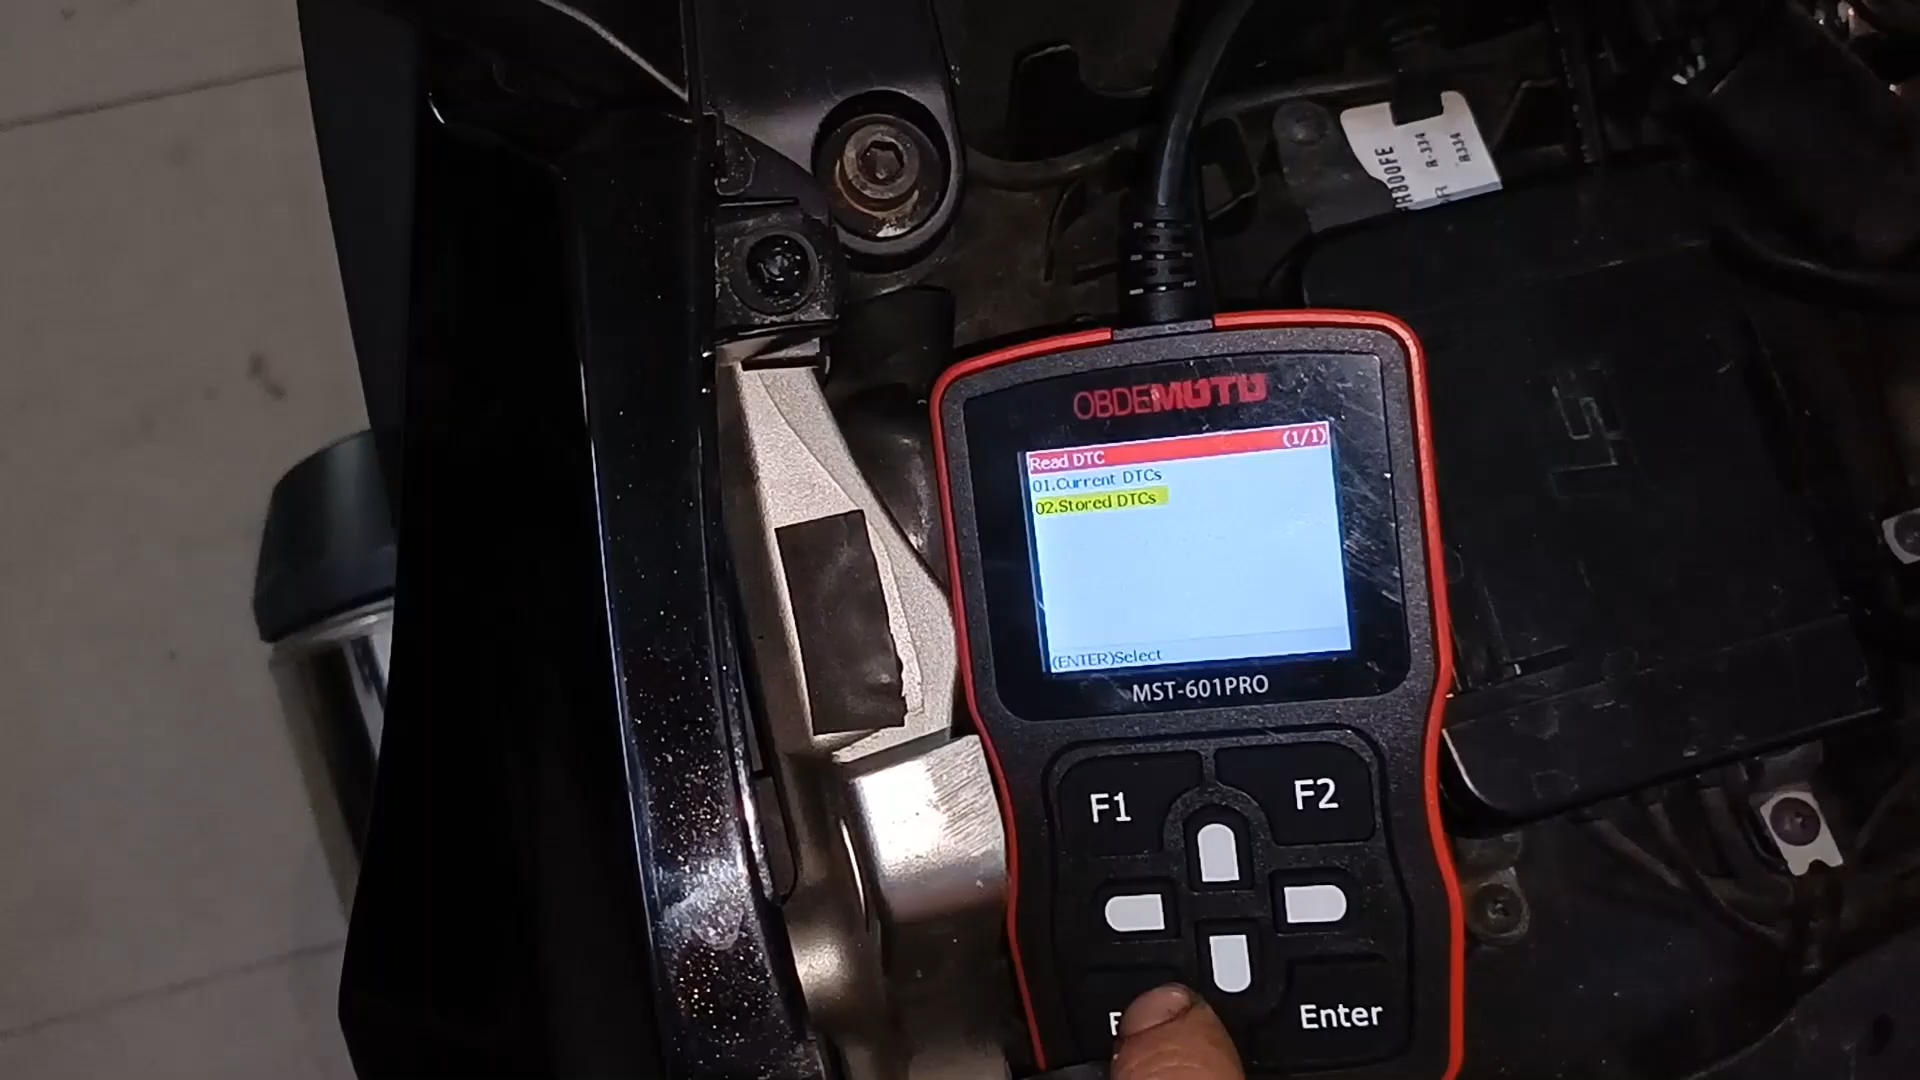 R-334
R334
OBDEMOTO
Read DTC (1/1)
01.Current DTCs
02.Stored DTCs
(ENTER)Select
MST-601PRO
F1
F2
Enter